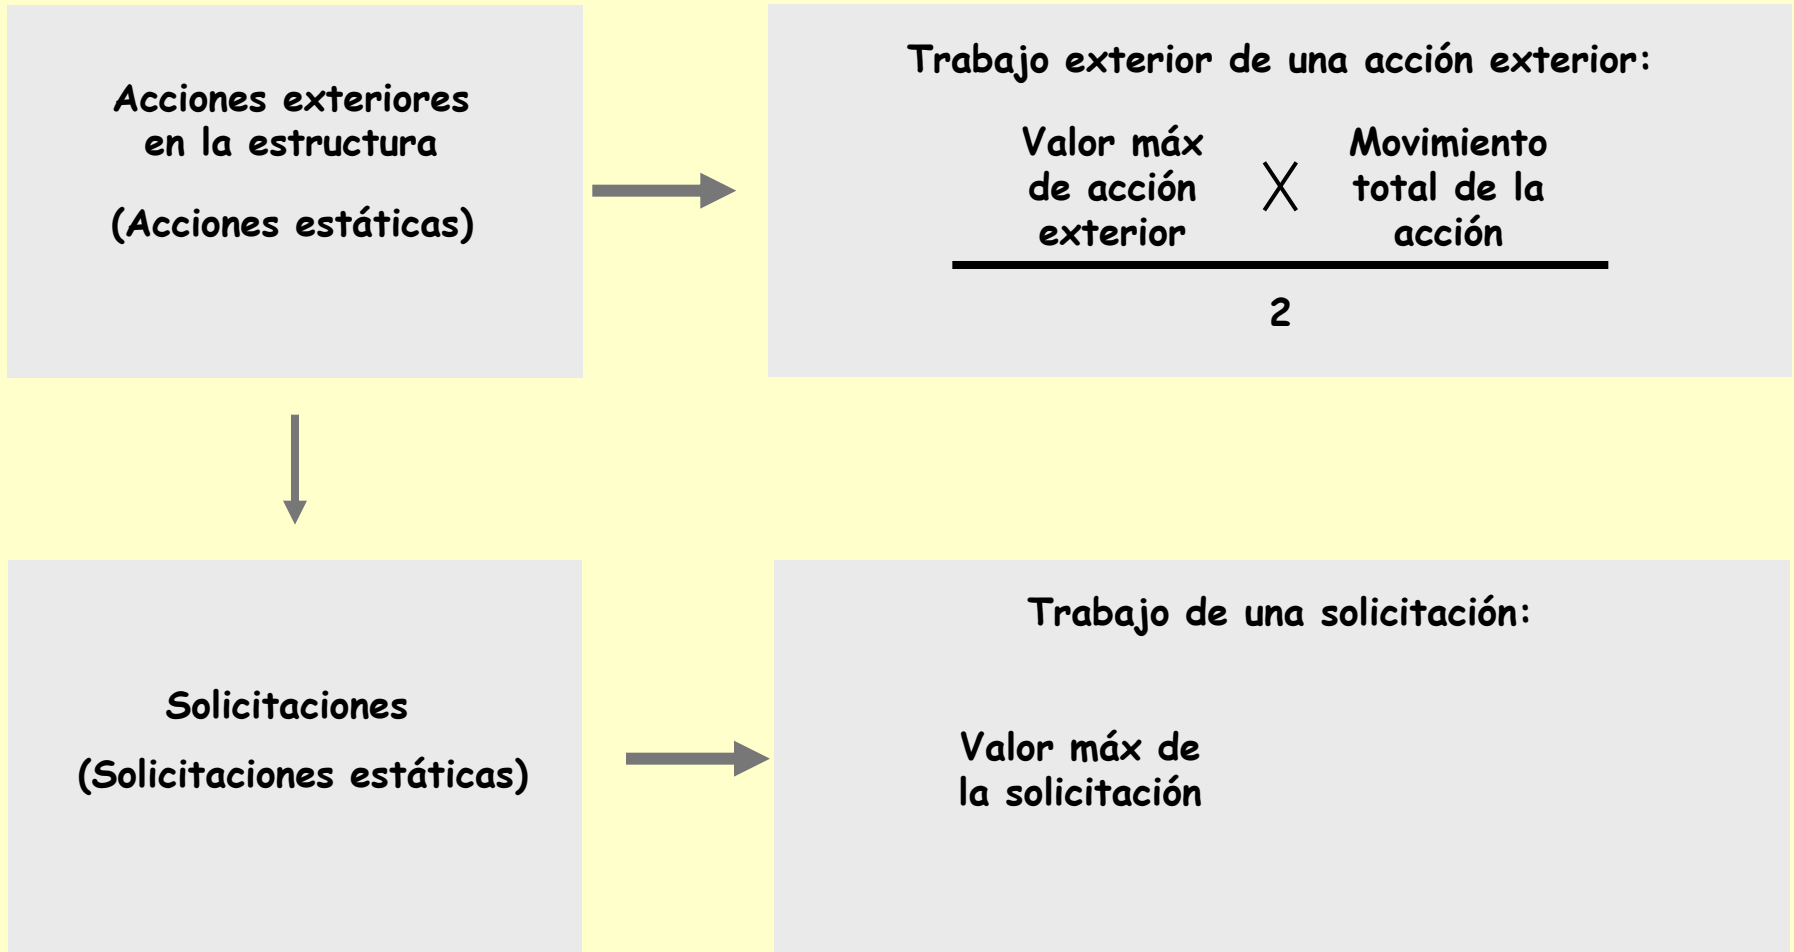 Acciones exteriores
en la estructura
(Acciones estáticas)
Trabajo exterior de una acción exterior:
Valor máx
de acción
exterior
X
Movimiento
total de la
acción
2
Solicitaciones
(Solicitaciones estáticas)
Trabajo de una solicitación:
Valor máx de
la solicitación